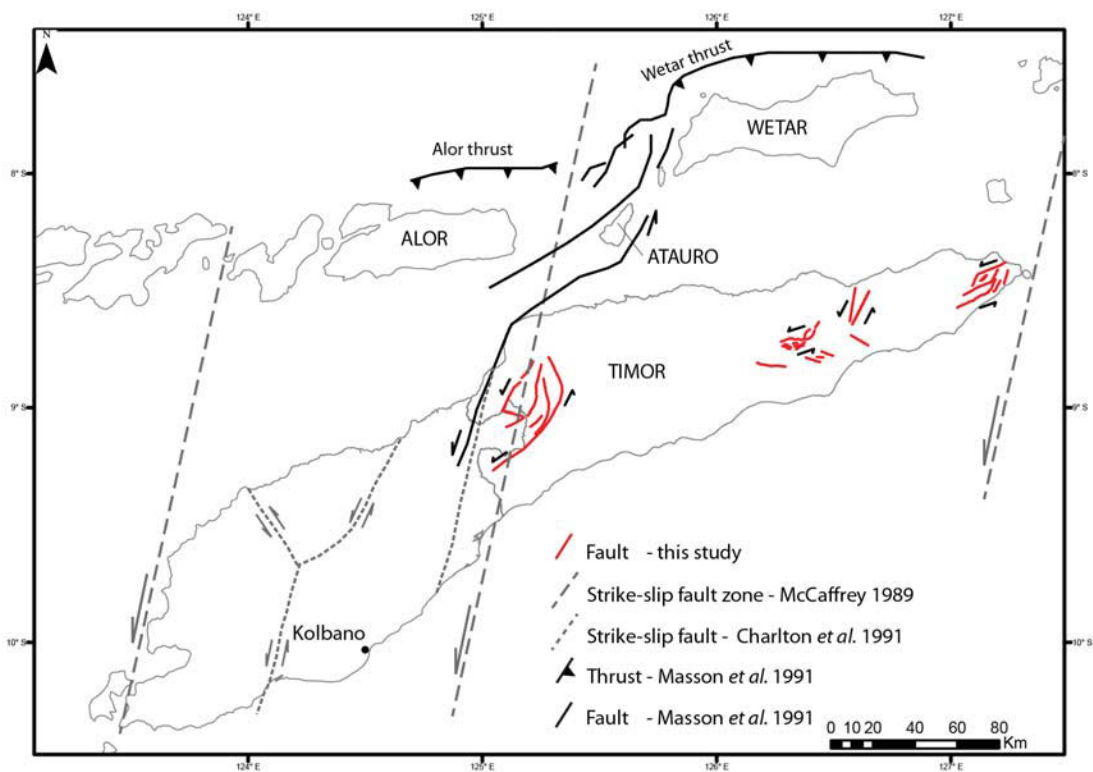 124° E
125° E
126° E
127° E
N
Wetar thrust
WETAR
Alor thrust
8° S
8° S
ALOR
ATAURO
TIMOR
9° S
9° S
Fault - this study
Strike-slip fault zone - McCaffrey 1989
Strike-slip fault - Charlton et al. 1991
Kolbano
10° S
10° S
Thrust - Masson et al. 1991
Fault - Masson et al. 1991
0 10 20 40 60 80
Km
124° E
125° E
126° E
127° E